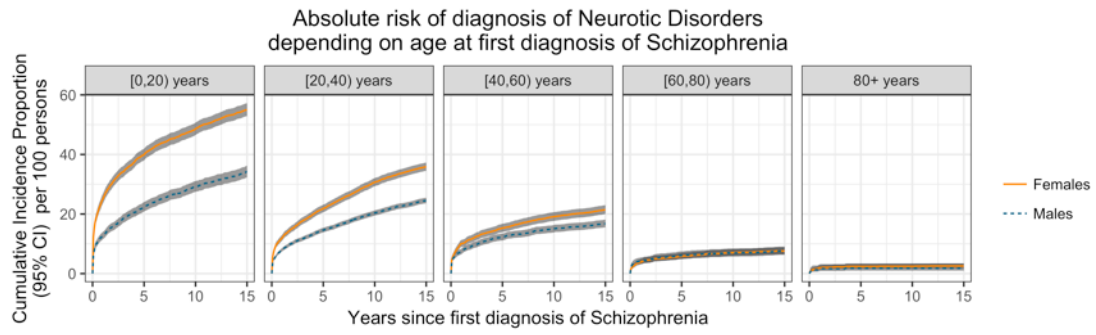 Absolute risk of diagnosis of Neurotic Disorders
depending on age at first diagnosis of Schizophrenia
Cumulative Incidence Proportion
(95% CI) per 100 persons
[0,20) years
[20,40) years
[40,60) years
[60,80) years
80+ years
60
40
20
0
0 5 10 15
0 5 10 15
0 5 10 15
0 5 10 15
0 5 10 15
Years since first diagnosis of Schizophrenia
Females
Males